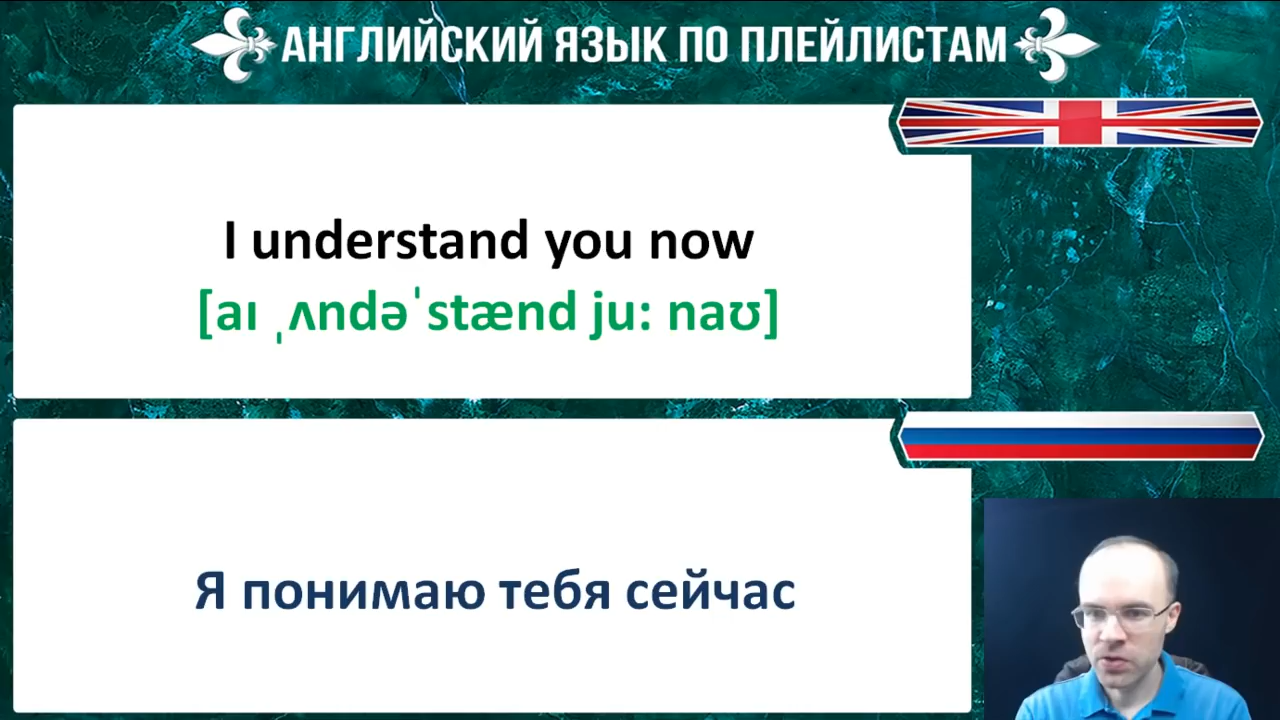 АНГЛИЙСКИЙ ЯЗЫК ПО ПЛЕЙЛИСТАМ
I understand you now
[aɪ ˌʌndəˈstænd ju: naʊ]
Я понимаю тебя сейчас